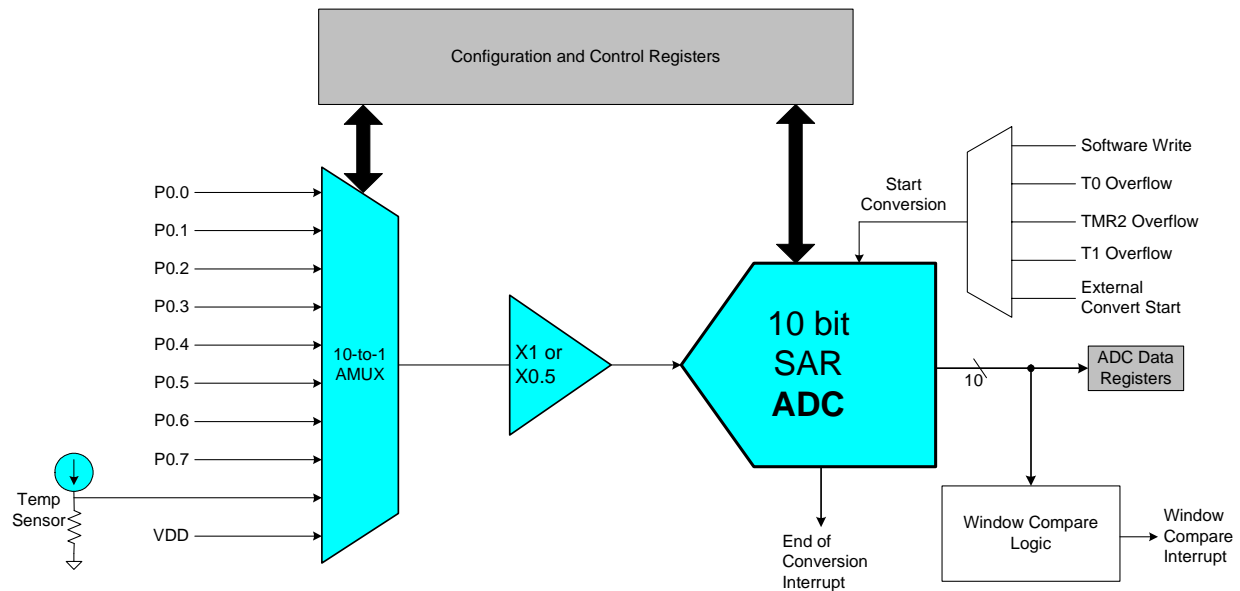 Configuration and Control Registers
P0.0
P0.1
P0.2
P0.3
P0.4
P0.5
P0.6
P0.7
Temp
Sensor
VDD
10-to-1
AMUX
X1 or
X0.5
10 bit
SAR
ADC
Start
Conversion
Software Write
T0 Overflow
TMR2 Overflow
T1 Overflow
External
Convert Start
10
ADC Data
Registers
End of
Conversion
Interrupt
Window Compare
Logic
Window
Compare
Interrupt